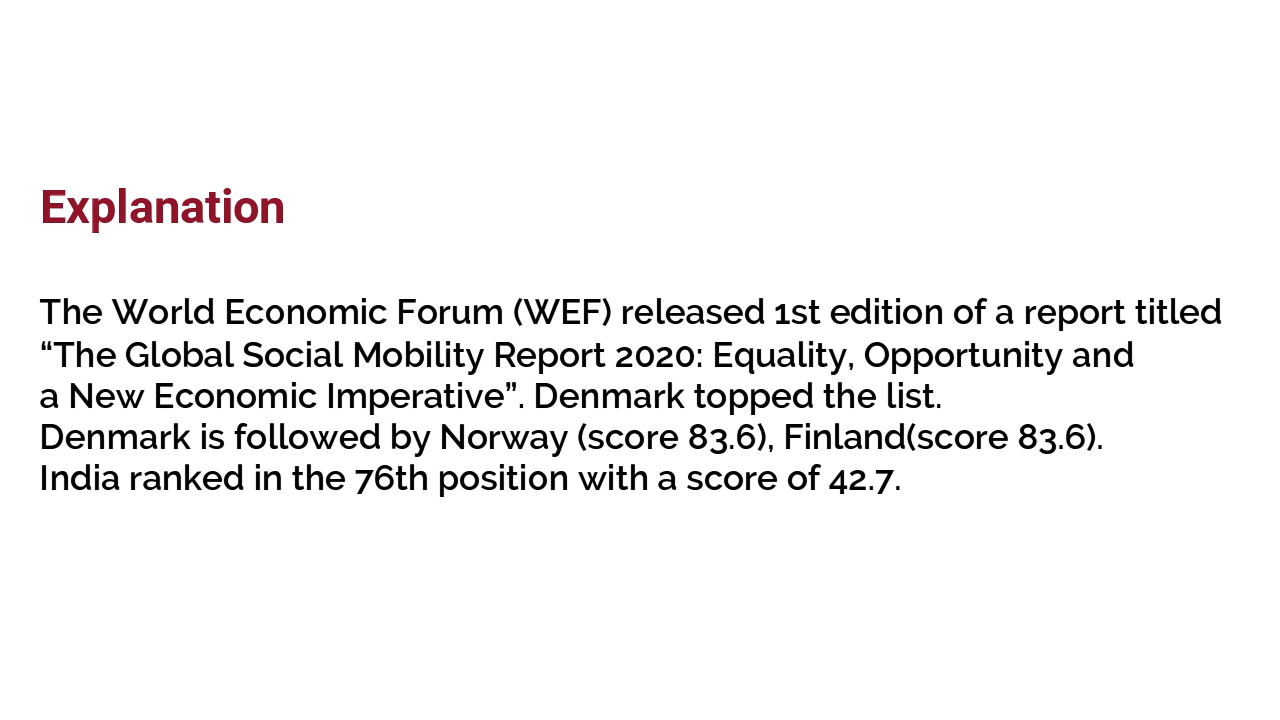 Explanation
The World Economic Forum (WEF) released 1st edition of a report titled
“The Global Social Mobility Report 2020: Equality, Opportunity and
a New Economic Imperative”. Denmark topped the list.
Denmark is followed by Norway (score 83.6), Finland(score 83.6).
India ranked in the 76th position with a score of 42.7.